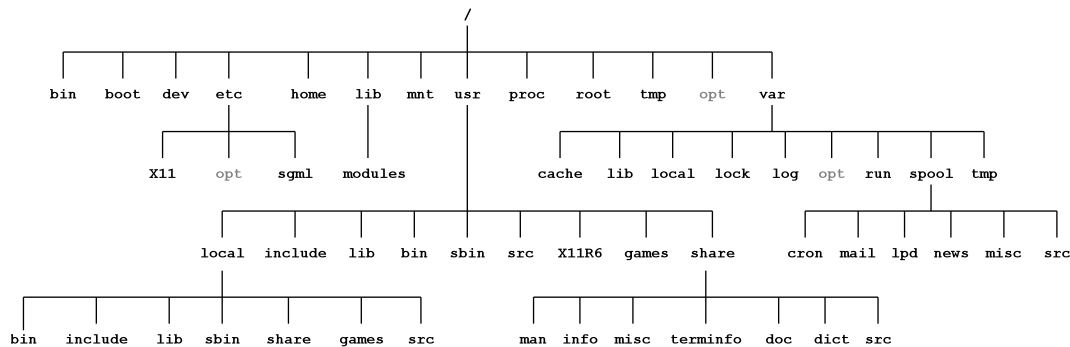 /
bin boot dev etc home lib mnt usr proc root tmp opt var
X11 opt sgml modules cache lib local lock log opt run spool tmp
local include lib bin sbin src X11R6 games share cron mail lpd news misc src
bin include lib sbin share games src man info misc terminfo doc dict src